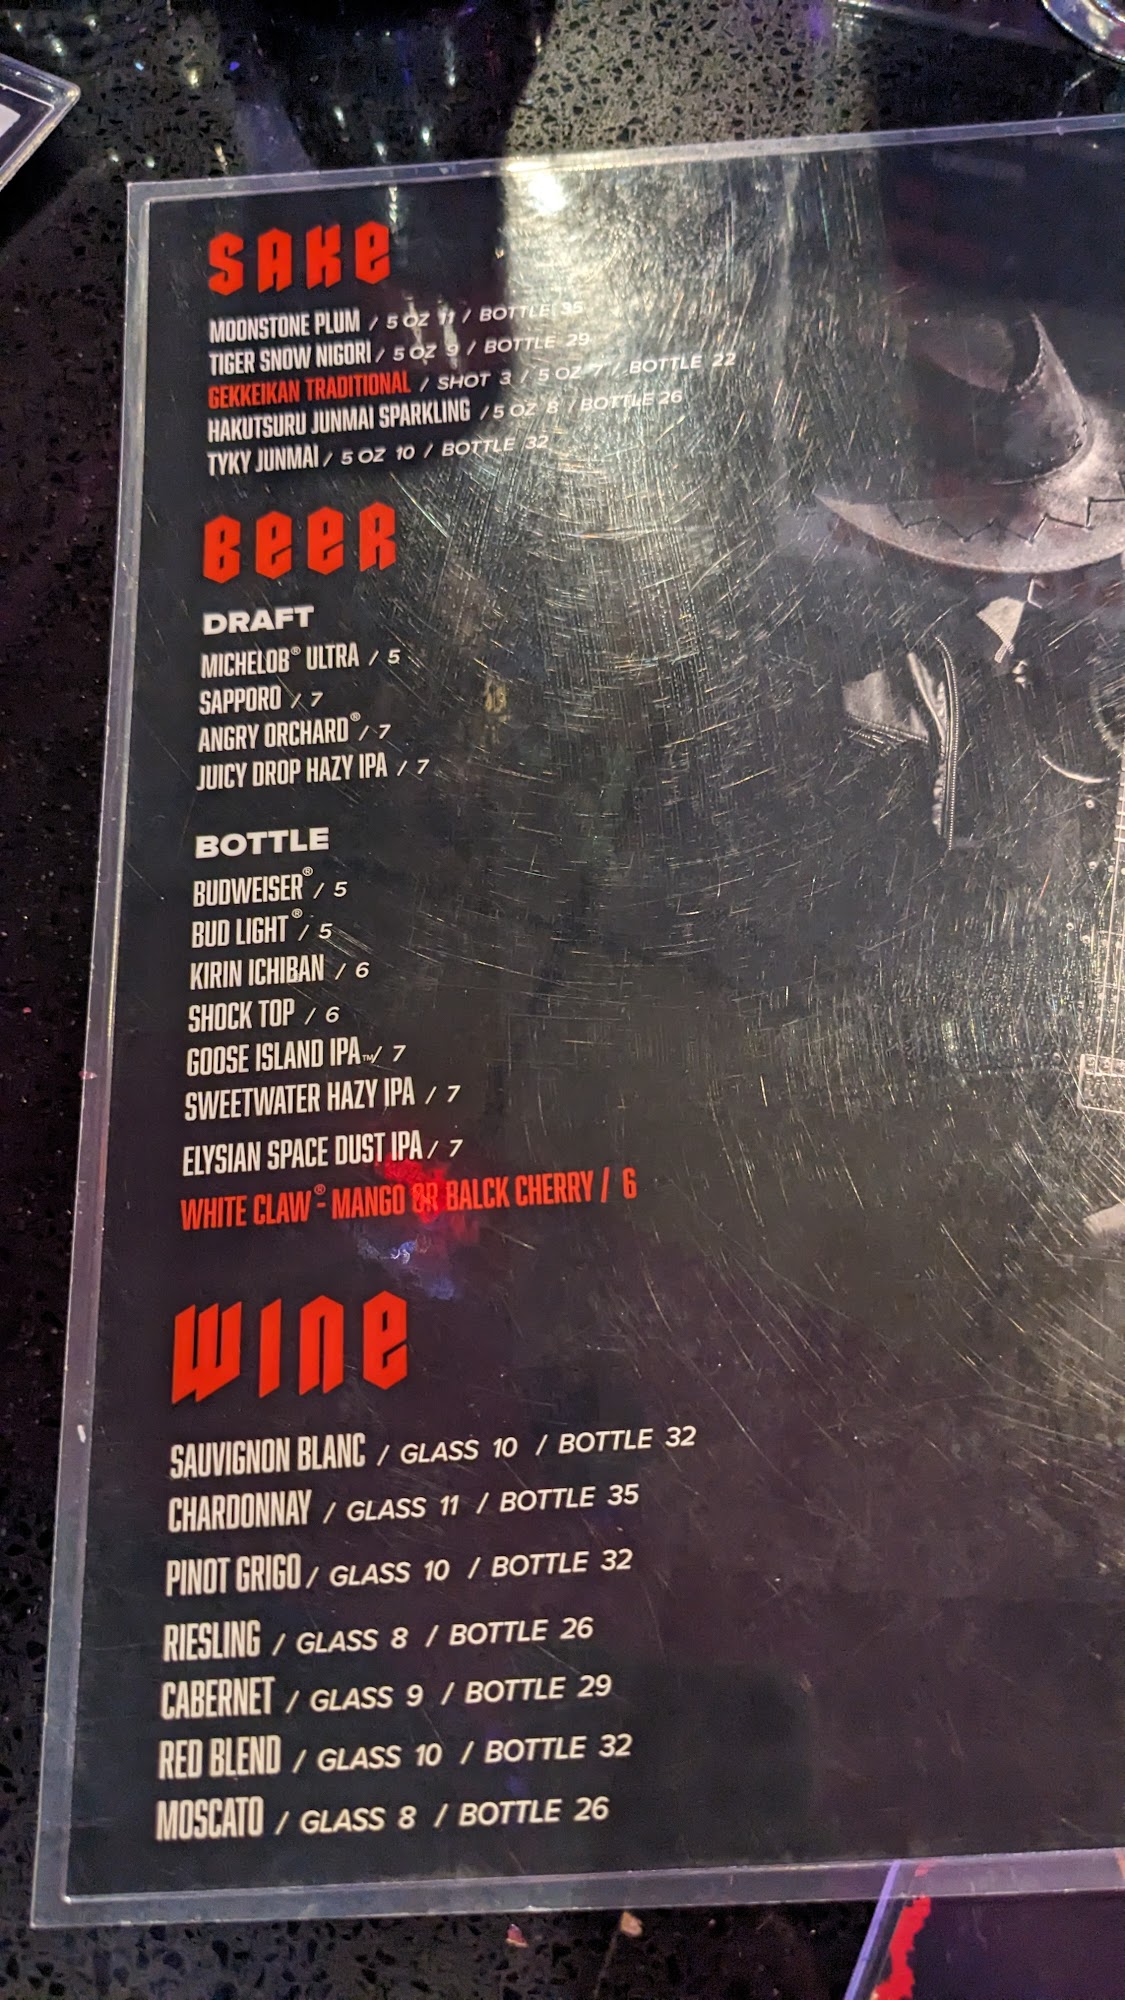 SAKE
MOONSTONE PLUM / 5 OZ 11 / BOTTLE 35
TIGER SNOW NIGORI / 5 OZ 9 / BOTTLE 29
GEKKEIKAN TRADITIONAL / SHOT 3 / 5 OZ 7 / BOTTLE 22
HAKUTSURU JUNMAI SPARKLING / 5 OZ 8 / BOTTLE 26
TYKY JUNMAI / 5 OZ 10 / BOTTLE 32
BEER
DRAFT
MICHELOB® ULTRA / 5
SAPPORO / 7
ANGRY ORCHARD® / 7
JUICY DROP HAZY IPA / 7
BOTTLE
BUDWEISER® / 5
BUD LIGHT® / 5
KIRIN ICHIBAN / 6
SHOCK TOP / 6
GOOSE ISLAND IPA™ / 7
SWEETWATER HAZY IPA / 7
ELYSIAN SPACE DUST IPA / 7
WHITE CLAW® - MANGO OR BALCK CHERRY / 6
WINE
SAUVIGNON BLANC / GLASS 10 / BOTTLE 32
CHARDONNAY / GLASS 11 / BOTTLE 35
PINOT GRIGO / GLASS 10 / BOTTLE 32
RIESLING / GLASS 8 / BOTTLE 26
CABERNET / GLASS 9 / BOTTLE 29
RED BLEND / GLASS 10 / BOTTLE 32
MOSCATO / GLASS 8 / BOTTLE 26